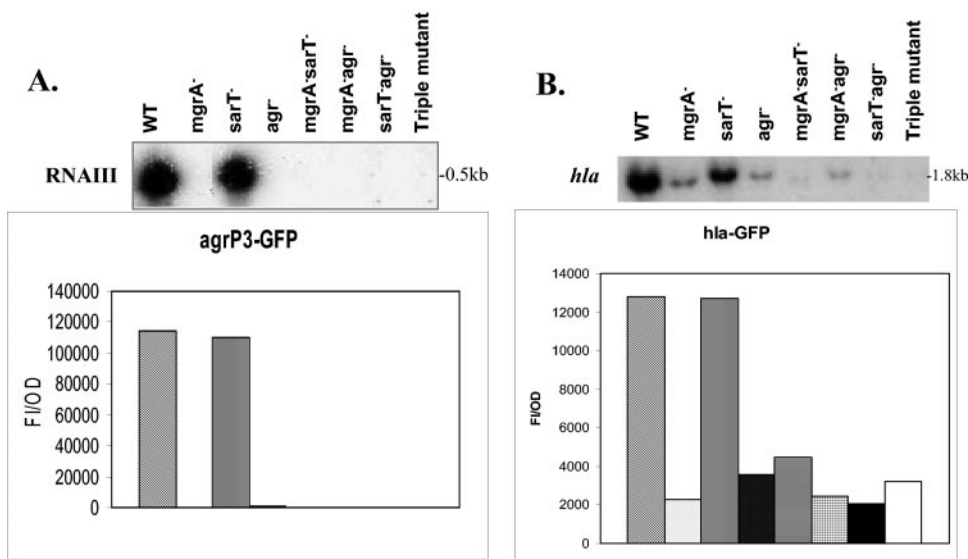 A.
WT
mgrA-
sarT-
agr-
mgrA-sarT-
mgrA-agr-
sarT-agr-
Triple mutant
RNAIII
-0.5kb
agrP3-GFP
FI/OD
140000
120000
100000
80000
60000
40000
20000
0
B.
WT
mgrA-
sarT-
agr-
mgrA-sarT-
mgrA-agr-
sarT-agr-
Triple mutant
hla
-1.8kb
hla-GFP
FI/OD
14000
12000
10000
8000
6000
4000
2000
0